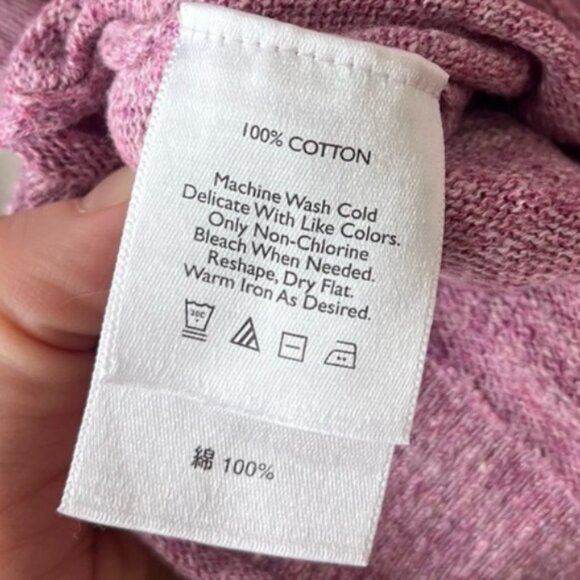 100% COTTON
Machine Wash Cold
Delicate With Like Colors.
Only Non-Chlorine
Bleach When Needed.
Reshape, Dry Flat.
Warm Iron As Desired.
30C
綿 100%